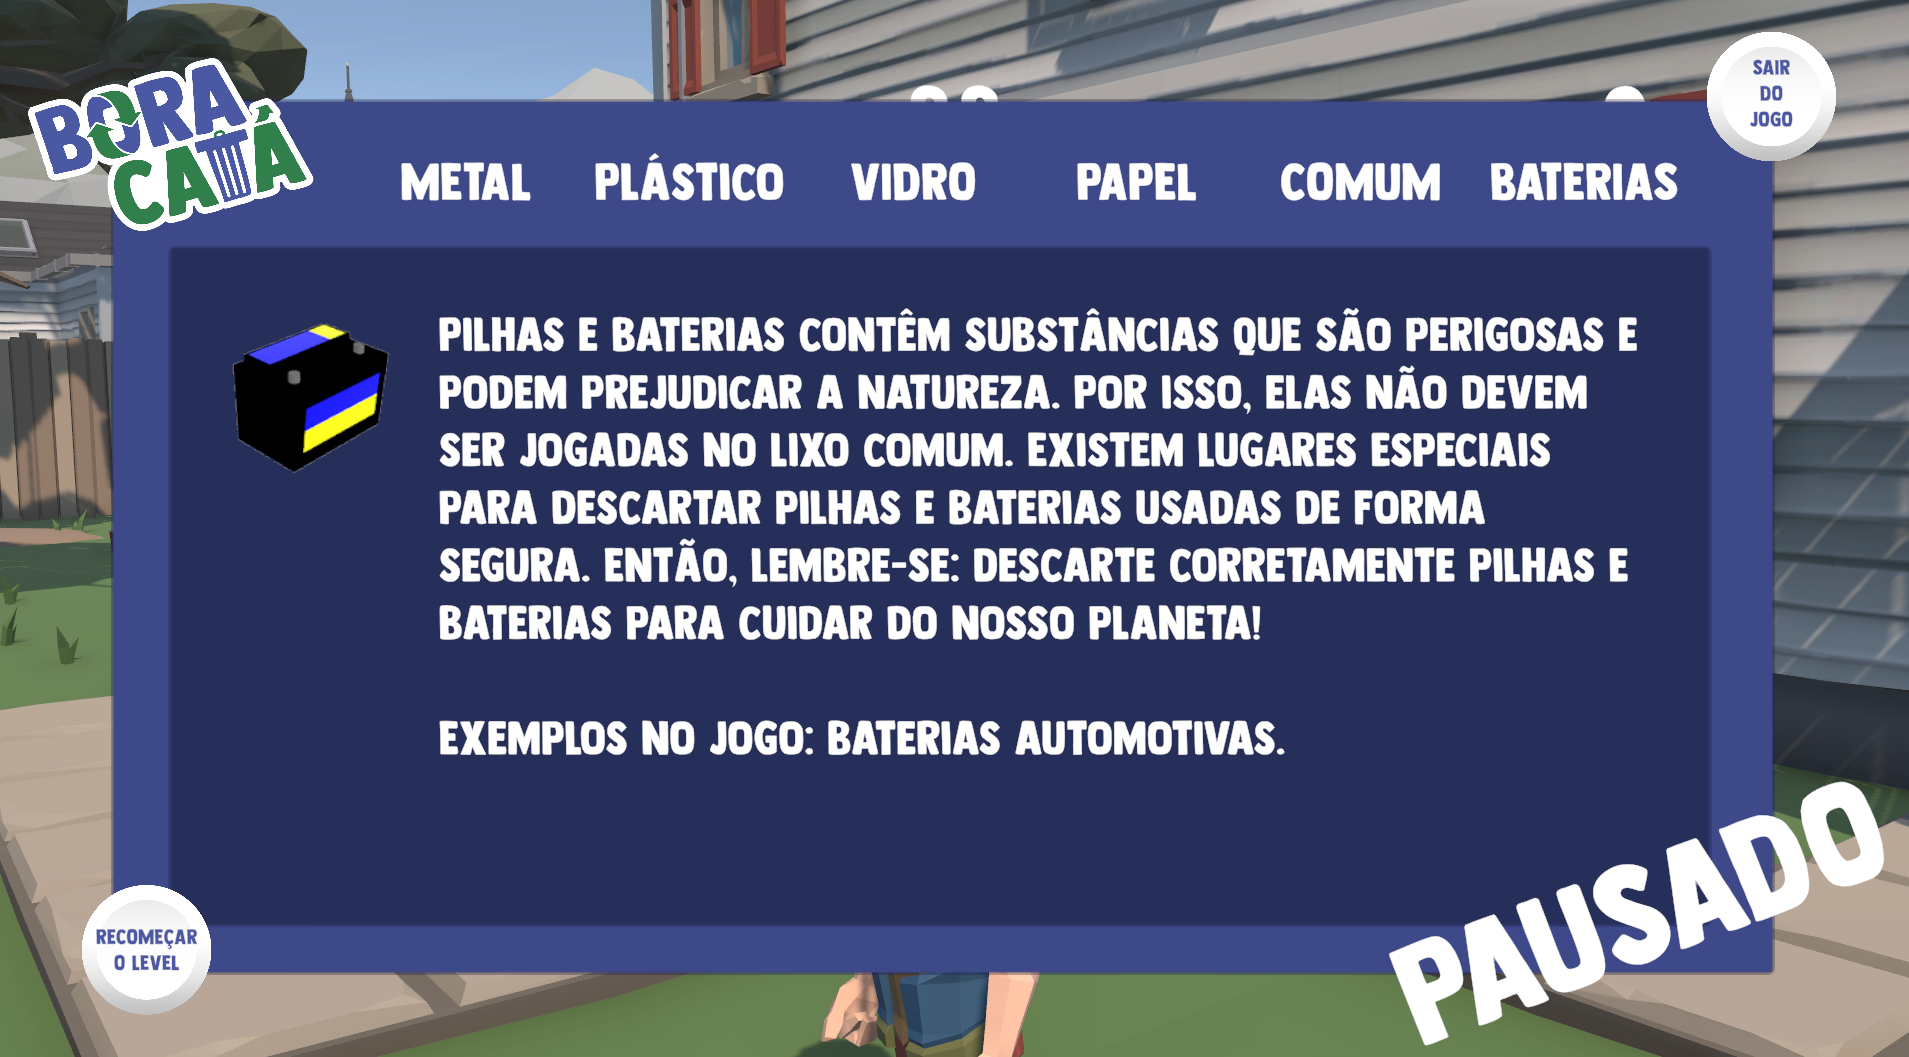 BORA
CATÁ
SAIR
DO
JOGO
METAL PLÁSTICO VIDRO PAPEL COMUM BATERIAS
PILHAS E BATERIAS CONTÊM SUBSTÂNCIAS QUE SÃO PERIGOSAS E
PODEM PREJUDICAR A NATUREZA. POR ISSO, ELAS NÃO DEVEM
SER JOGADAS NO LIXO COMUM. EXISTEM LUGARES ESPECIAIS
PARA DESCARTAR PILHAS E BATERIAS USADAS DE FORMA
SEGURA. ENTÃO, LEMBRE-SE: DESCARTE CORRETAMENTE PILHAS E
BATERIAS PARA CUIDAR DO NOSSO PLANETA!
EXEMPLOS NO JOGO: BATERIAS AUTOMOTIVAS.
RECOMEÇAR
O LEVEL
PAUSADO